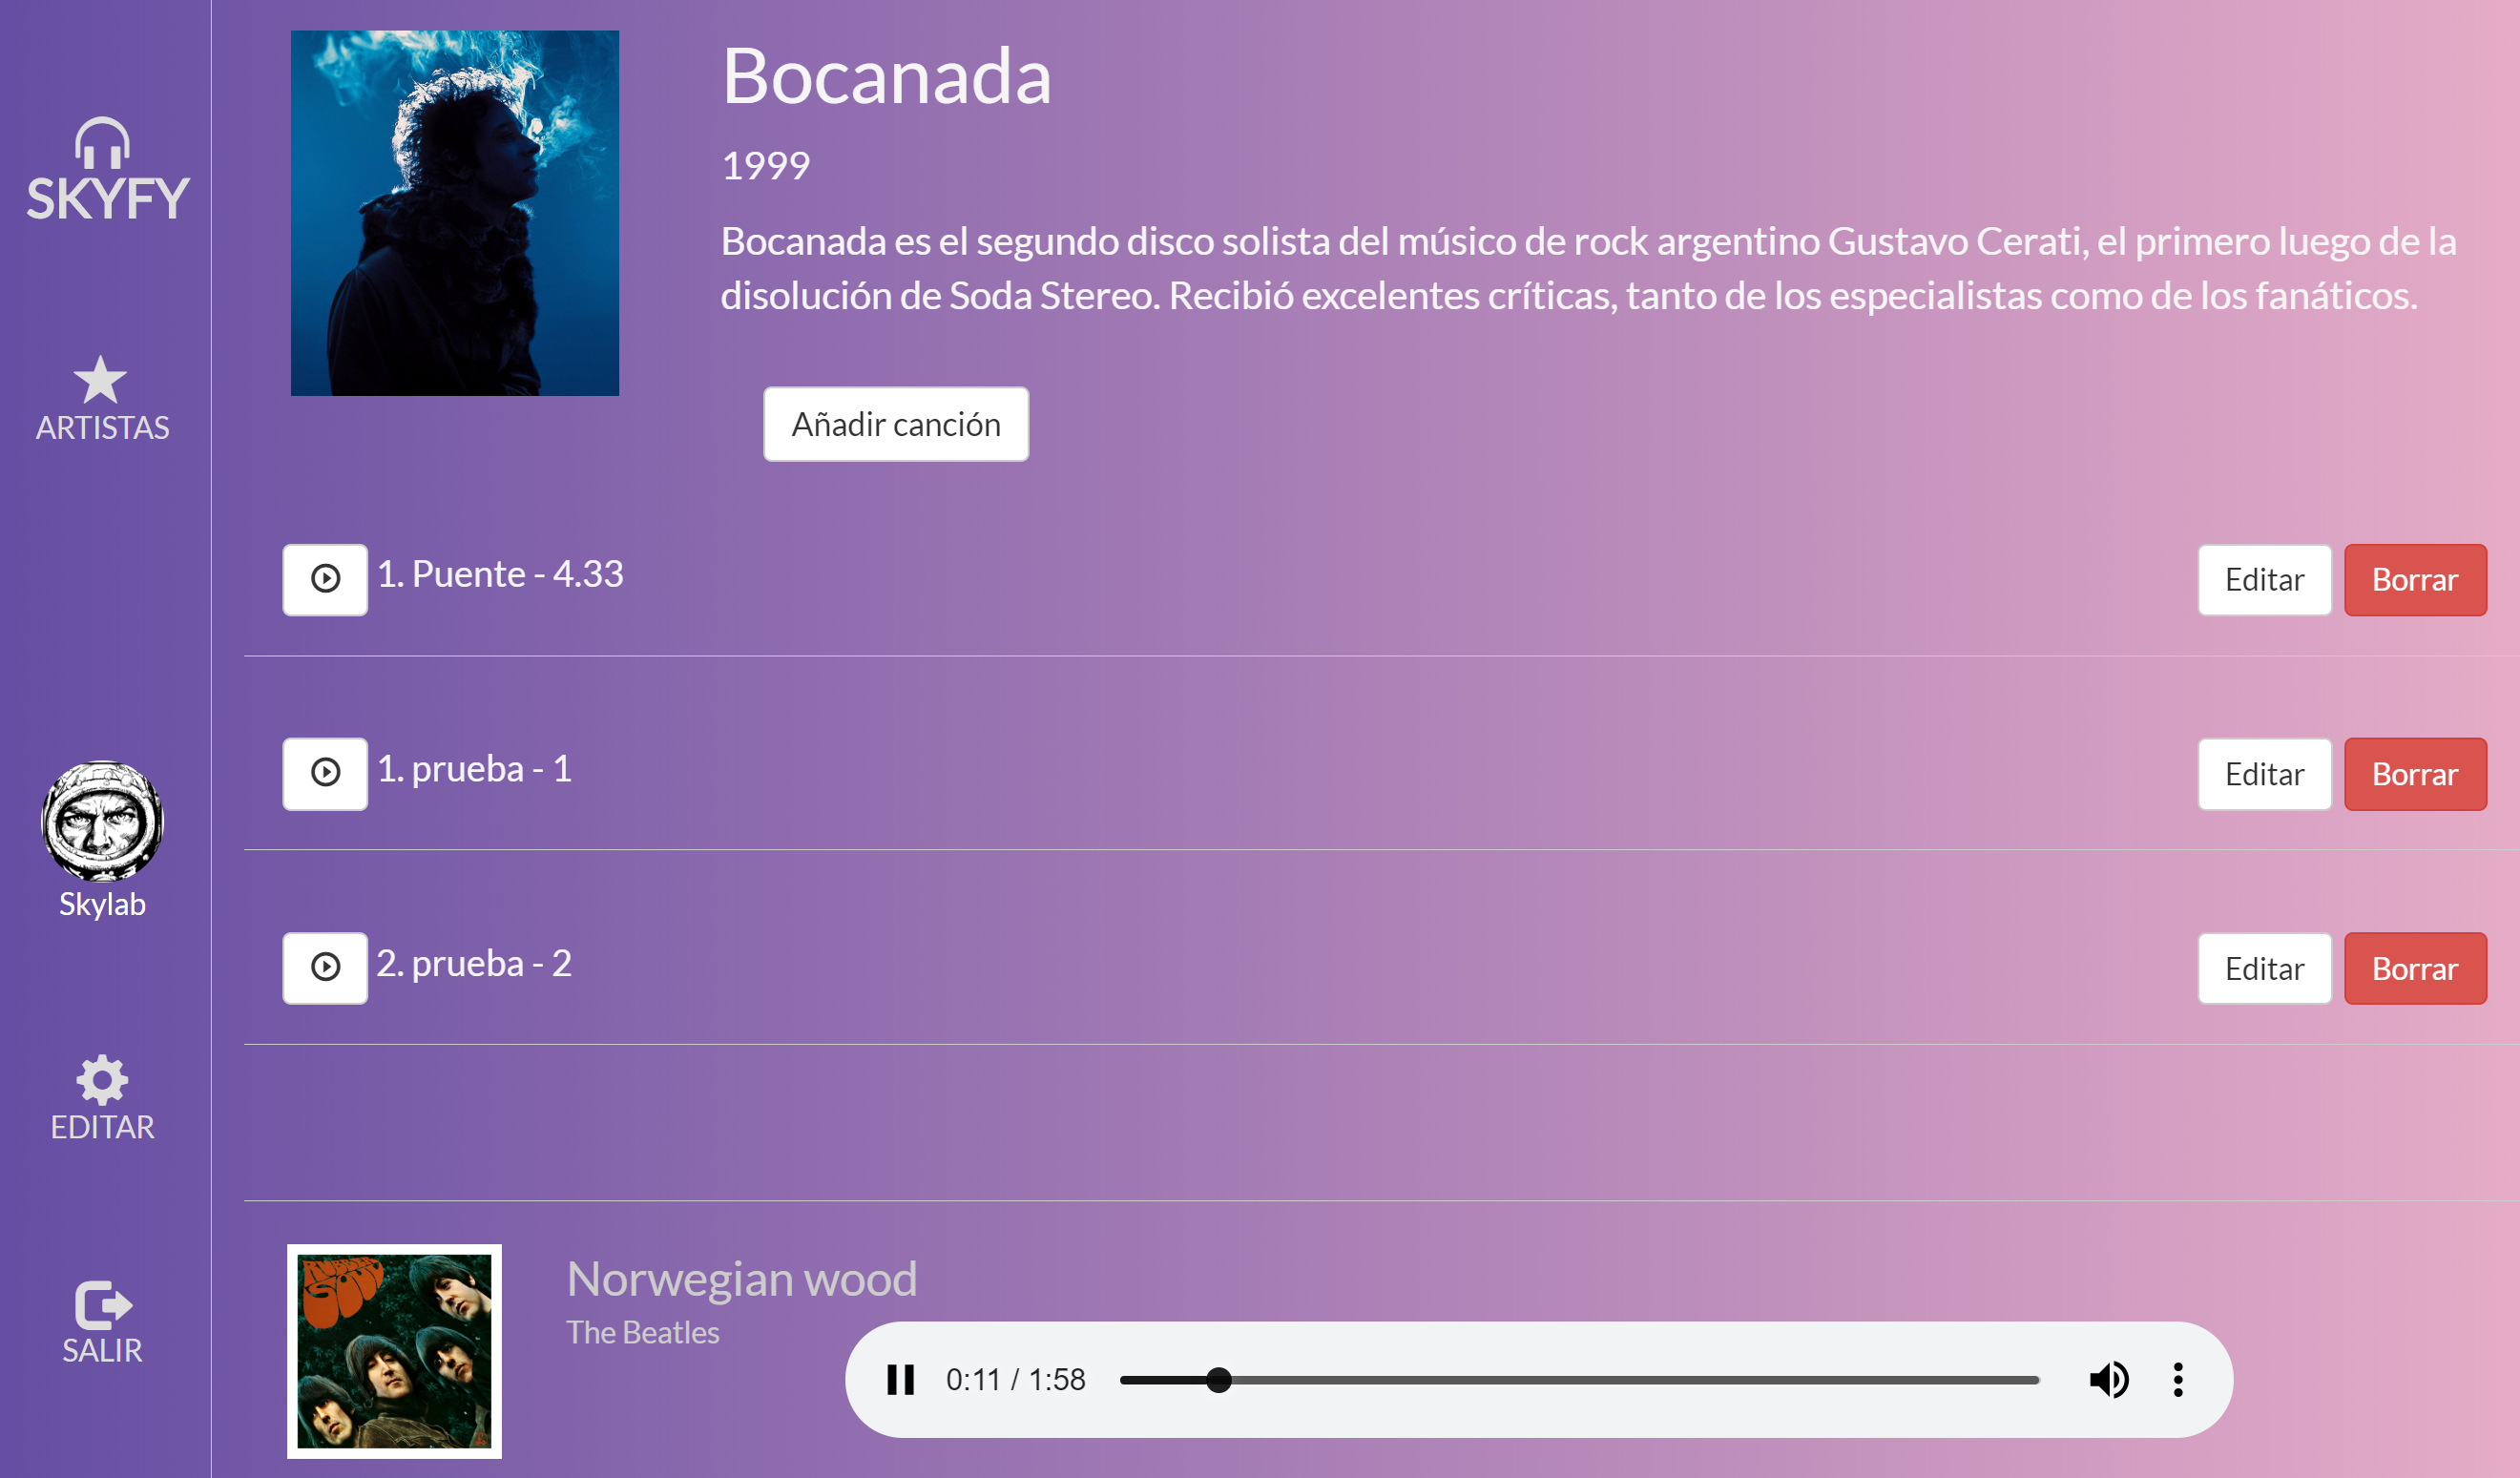 SKYFY
ARTISTAS
Skylab
EDITAR
SALIR
Bocanada
1999
Bocanada es el segundo disco solista del músico de rock argentino Gustavo Cerati, el primero luego de la
disolución de Soda Stereo. Recibió excelentes críticas, tanto de los especialistas como de los fanáticos.
Añadir canción
1. Puente - 4.33 Editar Borrar
1. prueba - 1 Editar Borrar
2. prueba - 2 Editar Borrar
RUBBER
SOUL
Norwegian wood
The Beatles
0:11 / 1:58